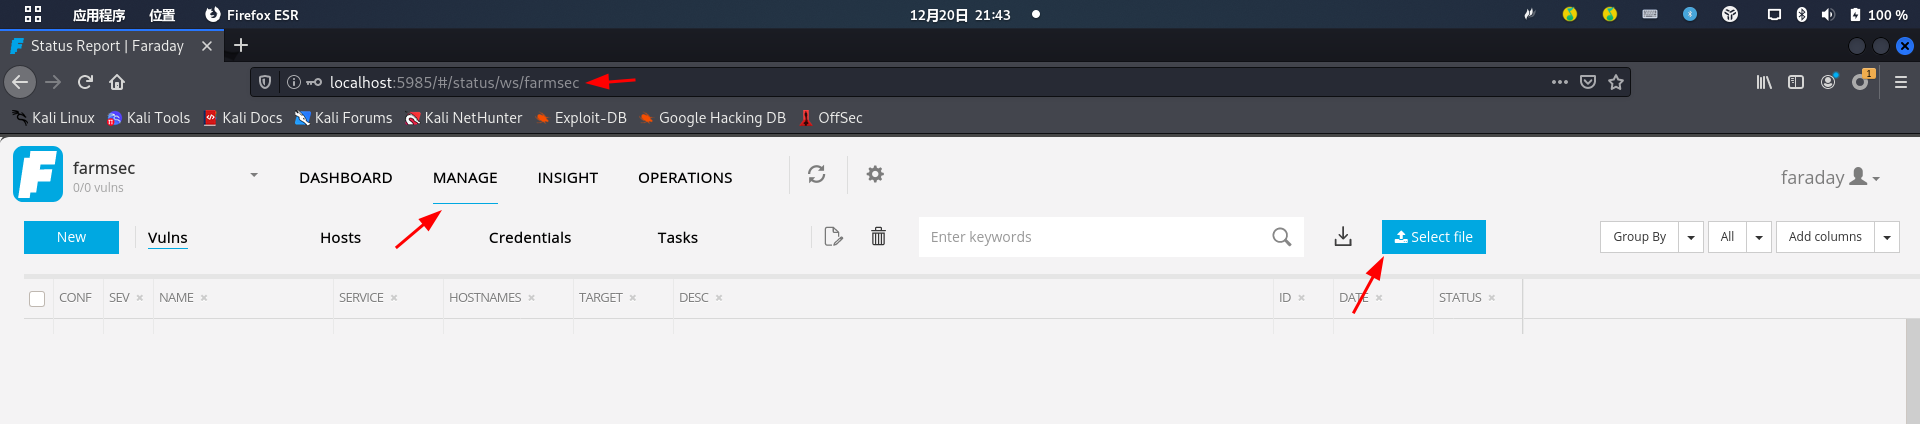 应用程序 位置 Firefox ESR 12月20日 21:43 100 %
Status Report | Faraday
localhost:5985/#/status/ws/farmsec 1
Kali Linux Kali Tools Kali Docs Kali Forums Kali NetHunter Exploit-DB Google Hacking DB OffSec
farmsec
0/0 vulns
DASHBOARD MANAGE INSIGHT OPERATIONS faraday
New Vulns Hosts Credentials Tasks Enter keywords Select file Group By All Add columns
CONF SEV NAME SERVICE HOSTNAMES TARGET DESC ID DATE STATUS